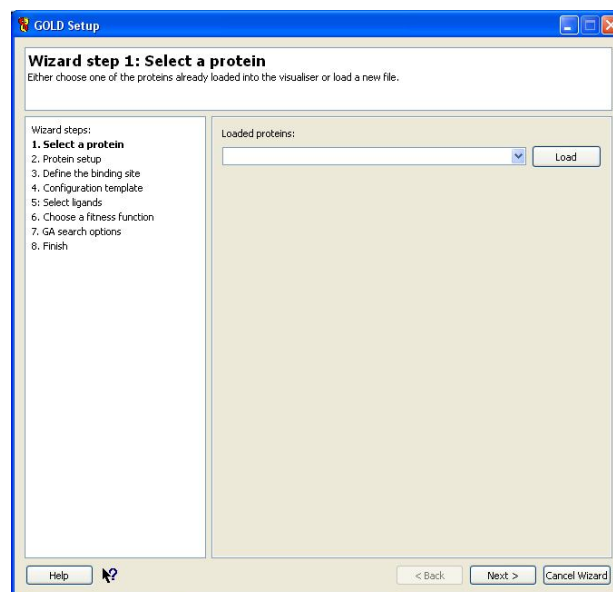 GOLD Setup
Wizard step 1: Select a protein
Either choose one of the proteins already loaded into the visualiser or load a new file.
Wizard steps:
1. Select a protein
2. Protein setup
3. Define the binding site
4. Configuration template
5: Select ligands
6. Choose a fitness function
7. GA search options
8. Finish
Loaded proteins:
Load
Help
?
< Back
Next >
Cancel Wizard